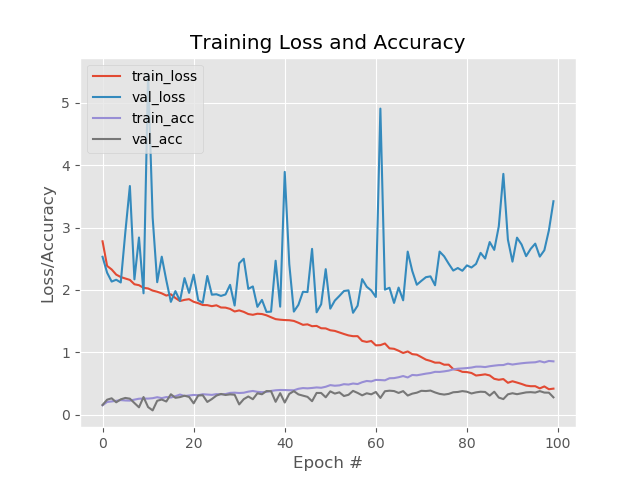 Training Loss and Accuracy
train_loss
val_loss
train_acc
val_acc
Loss/Accuracy
5
4
3
2
1
0
0 20 40 60 80 100
Epoch #